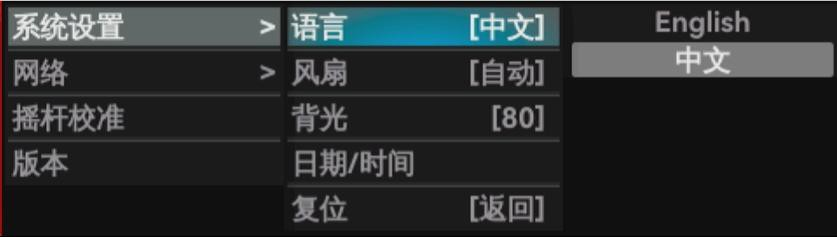 系统设置 >
网络 >
摇杆校准
版本
语言 [中文]
风扇 [自动]
背光 [80]
日期/时间
复位 [返回]
English
中文